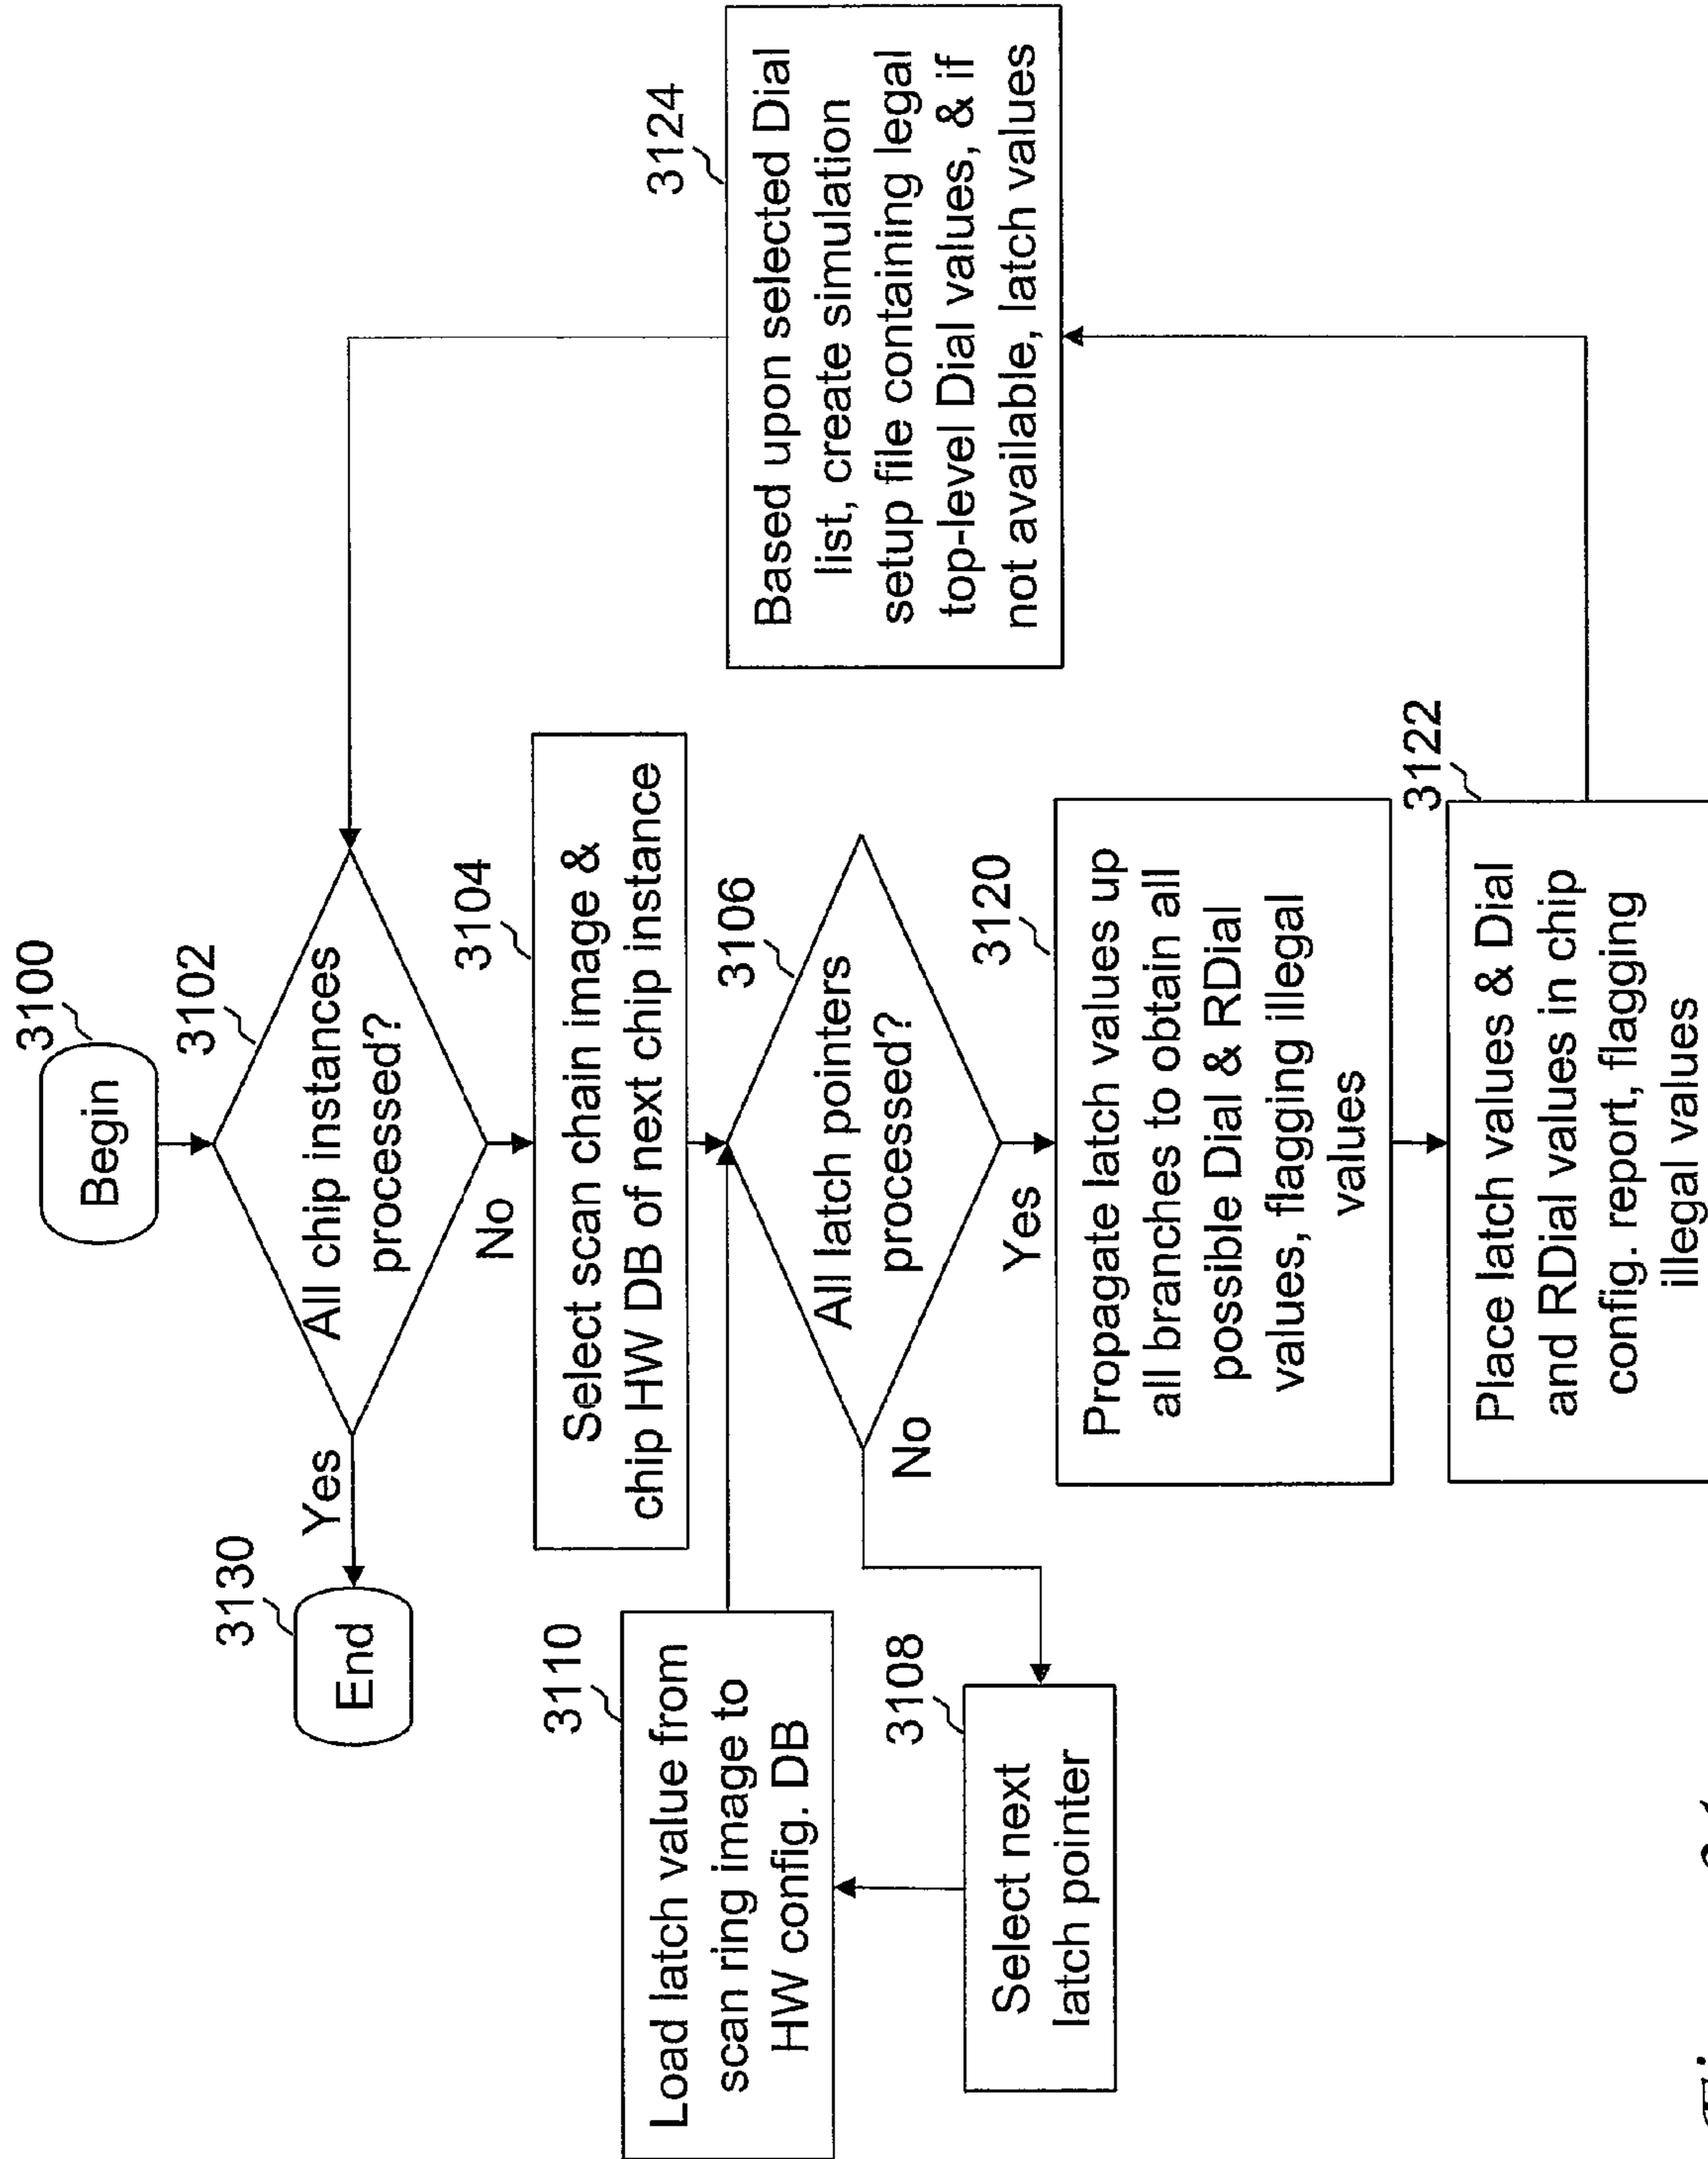 3100
Begin
3102
All chip instances
processed?
Yes
3130
End
No
3104
Select scan chain image &
chip HW DB of next chip instance
3106
All latch pointers
processed?
No
3108
Select next
latch pointer
3110
Load latch value from
scan ring image to
HW config. DB
Yes
3120
Propagate latch values up
all branches to obtain all
possible Dial & RDial
values, flagging illegal
values
3122
Place latch values & Dial
and RDial values in chip
config. report, flagging
illegal values
3124
Based upon selected Dial
list, create simulation
setup file containing legal
top-level Dial values, & if
not available, latch values